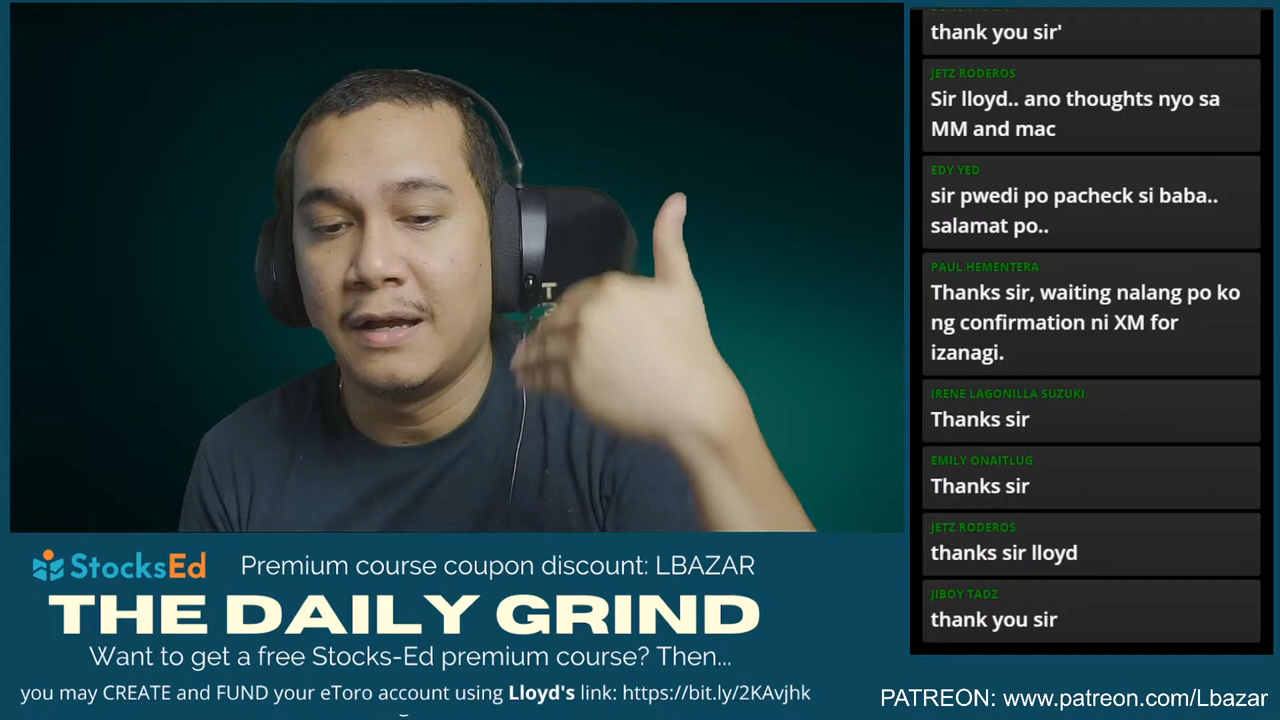 thank you sir'
JETZ RODEROS
Sir lloyd.. ano thoughts nyo sa
MM and mac
EDY YED
sir pwedi po pacheck si baba..
salamat po..
PAUL HEMENTERA
Thanks sir, waiting nalang po ko
ng confirmation ni XM for
izanagi.
IRENE LAGONILLA SUZUKI
Thanks sir
EMILY ONAITLUG
Thanks sir
JETZ RODEROS
thanks sir lloyd
JIBOY TADZ
thank you sir
StocksEd
Premium course coupon discount: LBAZAR
THE DAILY GRIND
Want to get a free Stocks-Ed premium course? Then...
you may CREATE and FUND your eToro account using Lloyd's link: https://bit.ly/2KAvjhk
PATREON: www.patreon.com/Lbazar